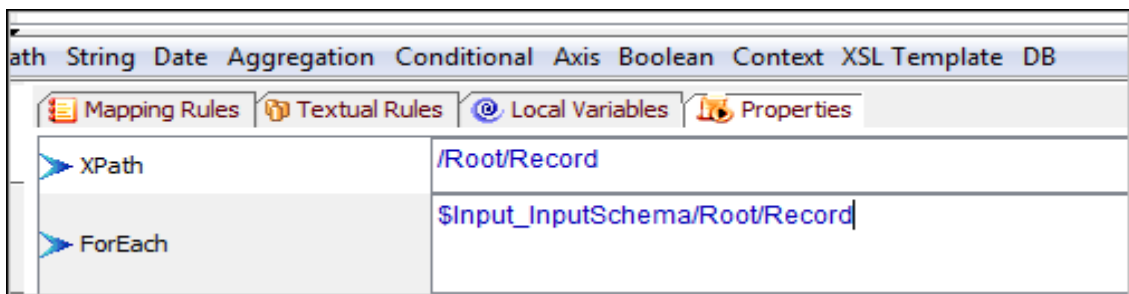 ath String Date Aggregation Conditional Axis Boolean Context XSL Template DB
Mapping Rules Textual Rules Local Variables Properties
XPath /Root/Record
ForEach $Input_InputSchema/Root/Record